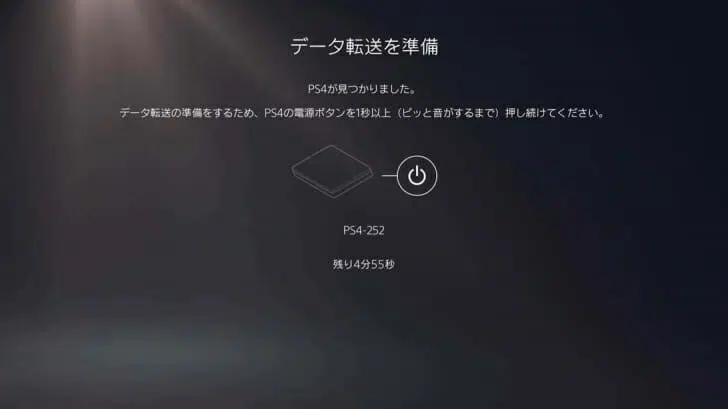 データ転送を準備
PS4が見つかりました。
データ転送の準備をするため、PS4の電源ボタンを1秒以上（ピッと音がするまで）押し続けてください。
PS4-252
残り4分55秒